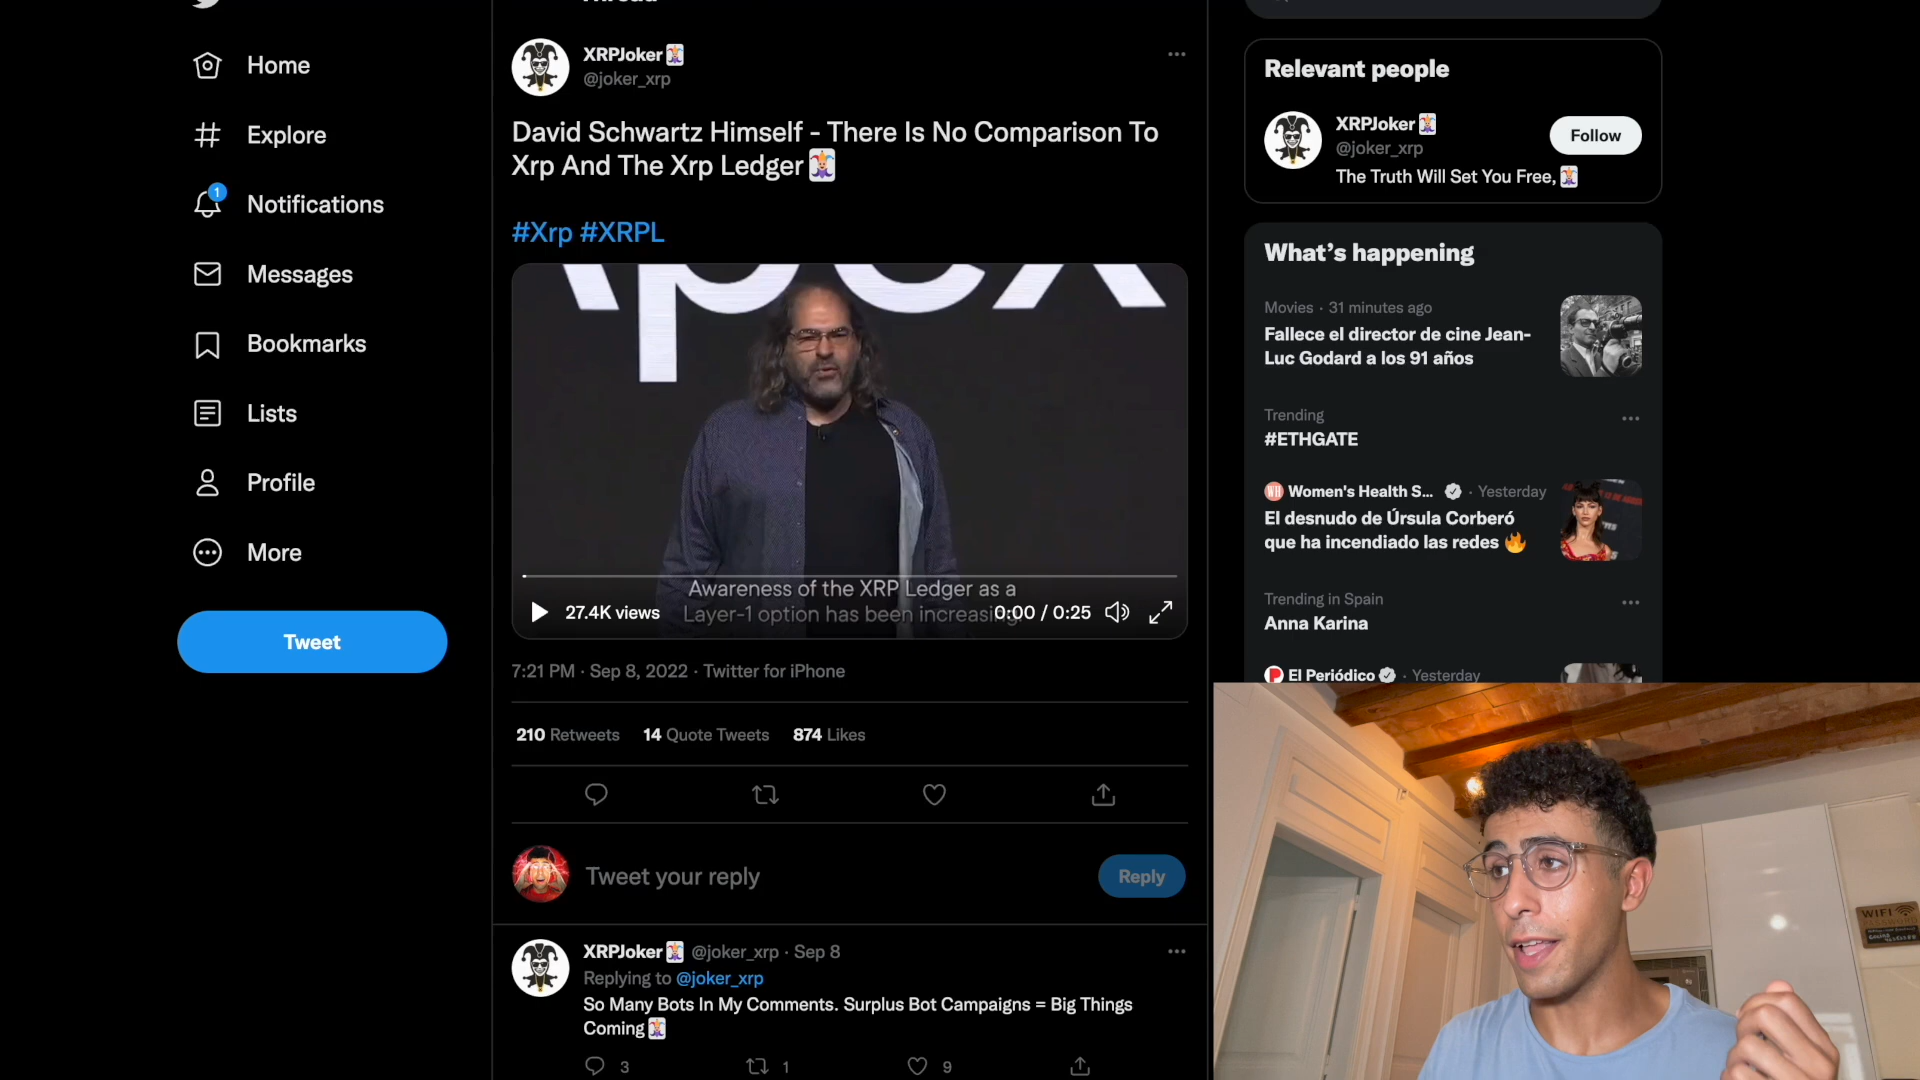 Home
Explore
1
Notifications
Messages
Bookmarks
Lists
Profile
More
Tweet
XRPJoker
@joker_xrp
David Schwartz Himself - There Is No Comparison To
Xrp And The Xrp Ledger
#Xrp #XRPL
Awareness of the XRP Ledger as a
Layer-1 option has been increasing
27.4K views
0:00 / 0:25
7:21 PM · Sep 8, 2022 · Twitter for iPhone
210 Retweets 14 Quote Tweets 874 Likes
Tweet your reply
Reply
XRPJoker @joker_xrp · Sep 8
Replying to @joker_xrp
So Many Bots In My Comments. Surplus Bot Campaigns = Big Things
Coming
3 1 9
Relevant people
XRPJoker
@joker_xrp
Follow
The Truth Will Set You Free,
What's happening
Movies · 31 minutes ago
Fallece el director de cine Jean-
Luc Godard a los 91 años
Trending
#ETHGATE
WH Women's Health S... · Yesterday
El desnudo de Úrsula Corberó
que ha incendiado las redes
Trending in Spain
Anna Karina
El Periódico · Yesterday
WIFI